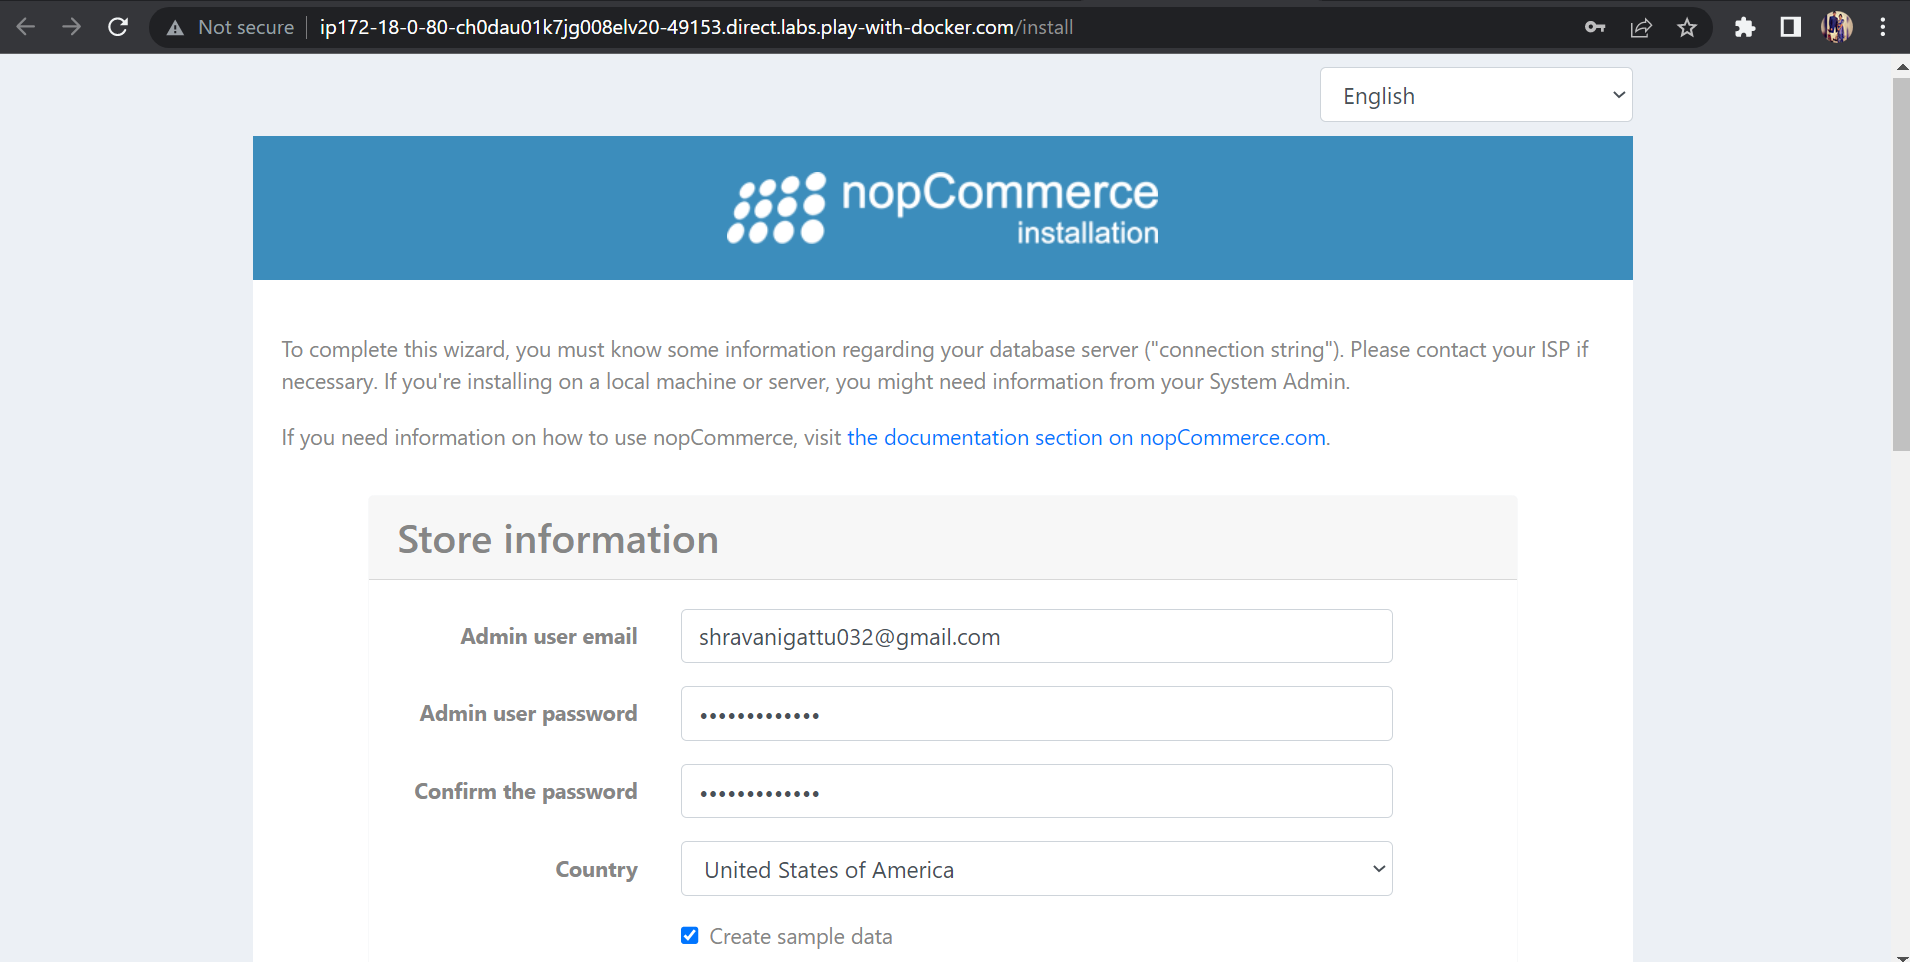 Not secure
ip172-18-0-80-ch0dau01k7jg008elv20-49153.direct.labs.play-with-docker.com/install
English
nopCommerce
installation
To complete this wizard, you must know some information regarding your database server ("connection string"). Please contact your ISP if
necessary. If you're installing on a local machine or server, you might need information from your System Admin.
If you need information on how to use nopCommerce, visit the documentation section on nopCommerce.com.
Store information
Admin user email
shravanigattu032@gmail.com
Admin user password
•••••••••••••
Confirm the password
•••••••••••••
Country
United States of America
Create sample data